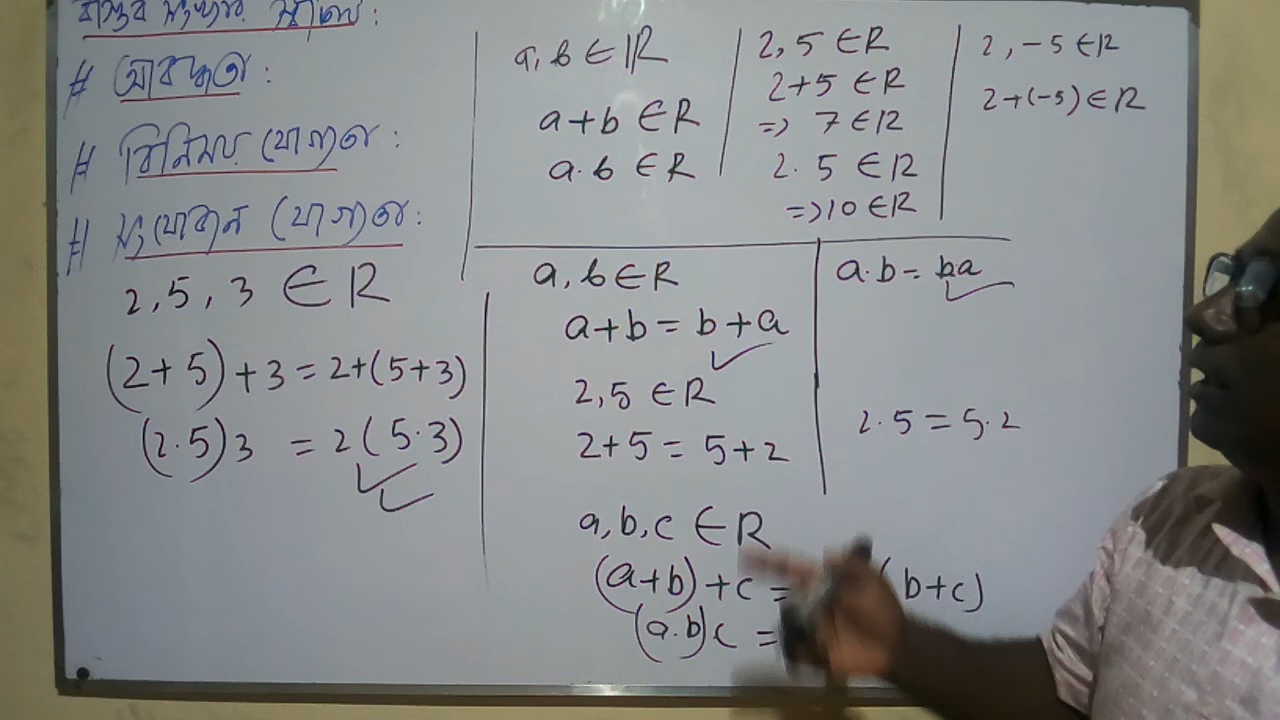 বাস্তব সংখ্যার
# আবদ্ধতা :
# বিনিময় যোগ্যতা :
# সংযোজন যোগ্যতা :
2, 5, 3 ∈ R
(2+5)+3=2+(5+3)
(2·5)3 = 2(5·3)
a, b ∈ R
a+b ∈ R
a·b ∈ R
2, 5 ∈ R
2+5 ∈ R
=> 7 ∈ R
2·5 ∈ R
=> 10 ∈ R
2, -5 ∈ R
2+(-5) ∈ R
a, b ∈ R
a+b = b+a
2, 5 ∈ R
2+5 = 5+2
a·b = ba
2·5 = 5·2
a, b, c ∈ R
(a+b)+c = (b+c)
(a·b)c =